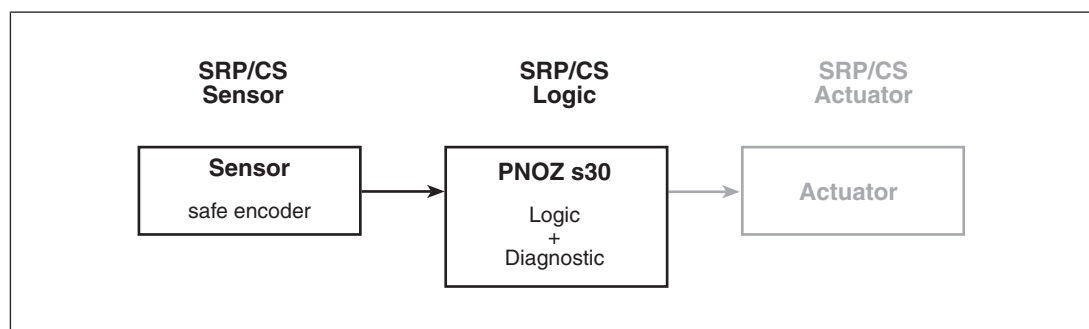 SRP/CS
Sensor
SRP/CS
Logic
SRP/CS
Actuator
Sensor
safe encoder
PNOZ s30
Logic
+
Diagnostic
Actuator